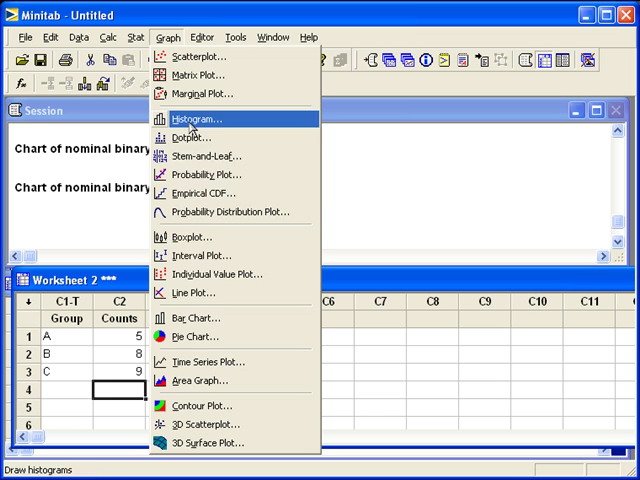 Minitab - Untitled
File Edit Data Calc Stat Graph Editor Tools Window Help
Scatterplot...
Matrix Plot...
Marginal Plot...
Histogram...
Dotplot...
Stem-and-Leaf...
Probability Plot...
Empirical CDF...
Probability Distribution Plot...
Boxplot...
Interval Plot...
Individual Value Plot...
Line Plot...
Bar Chart...
Pie Chart...
Time Series Plot...
Area Graph...
Contour Plot...
3D Scatterplot...
3D Surface Plot...
Session
Chart of nominal binary
Chart of nominal binary
Worksheet 2 ***
C1-T C2 C6 C7 C8 C9 C10 C11
Group Counts
1 A 5
2 B 8
3 C 9
4
5
6
Draw histograms